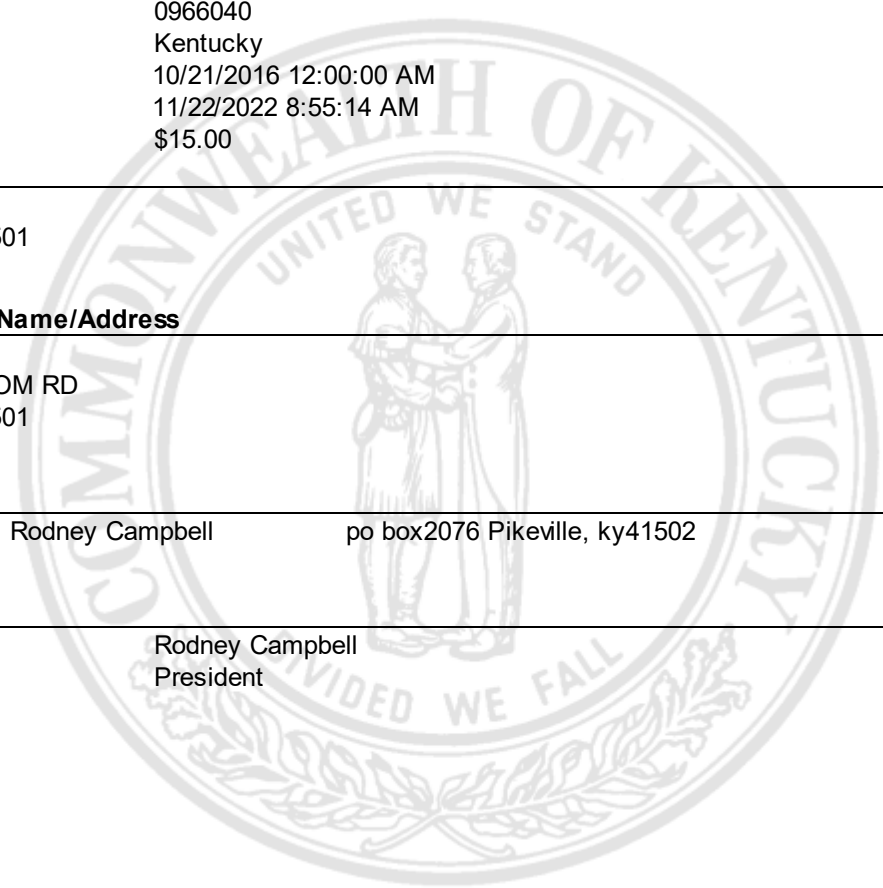 0966040
Kentucky
10/21/2016 12:00:00 AM
11/22/2022 8:55:14 AM
$15.00
501
Name/Address
OM RD
501
Rodney Campbell po box2076 Pikeville, ky41502
Rodney Campbell
President
COMMONWEALTH OF KENTUCKY
UNITED WE STAND
DIVIDED WE FALL